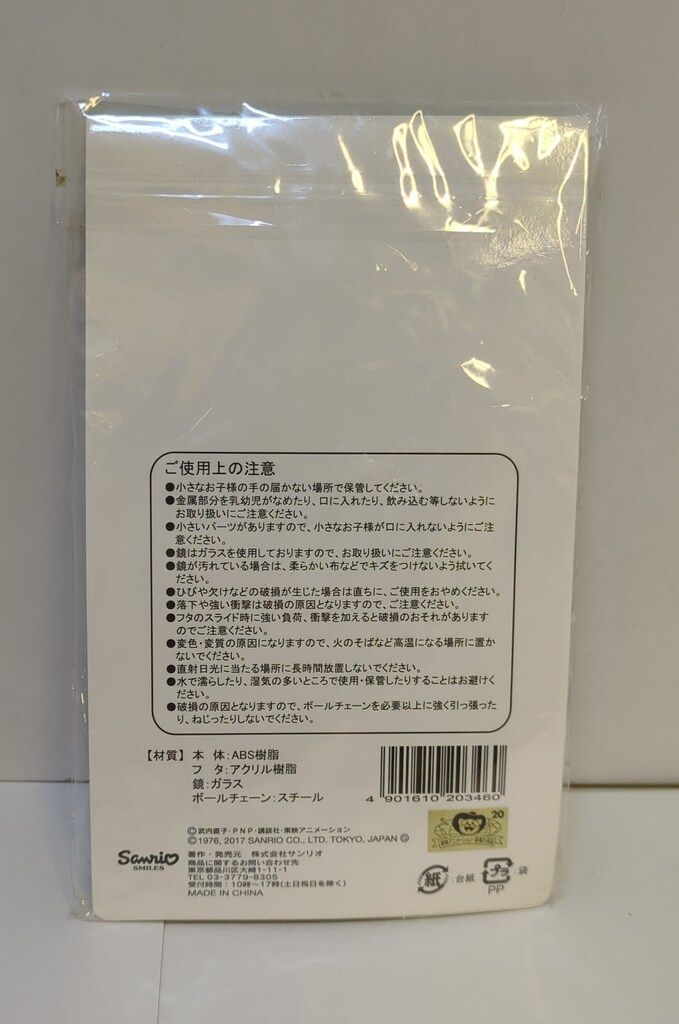 ご使用上の注意
●小さなお子様の手の届かない場所で保管してください。
●金属部分を乳幼児がなめたり、口に入れたり、飲み込む等しないように
お取り扱いにご注意ください。
●小さいパーツがありますので、小さなお子様が口に入れないようにご注
意ください。
●鏡はガラスを使用しておりますので、お取り扱いにご注意ください。
●鏡が汚れている場合は、柔らかい布などでキズをつけないよう拭いてく
ださい。
●ひびや欠けなどの破損が生じた場合は直ちに、ご使用をおやめください。
●落下や強い衝撃は破損の原因となりますので、ご注意ください。
●フタのスライド時に強い負荷、衝撃を加えると破損のおそれがあります
のでご注意ください。
●変色・変質の原因になりますので、火のそばなど高温になる場所に置か
ないでください。
●直射日光に当たる場所に長時間放置しないでください。
●水で濡らしたり、湿気の多いところで使用・保管したりすることはお避けく
ださい。
●破損の原因となりますので、ボールチェーンを必要以上に強く引っ張った
り、ねじったりしないでください。
【材質】本 体:ABS樹脂
フ タ:アクリル樹脂
鏡:ガラス
ボールチェーン:スチール
4 901610 203460
©武内直子・PNP・講談社・東映アニメーション
©1976, 2017 SANRIO CO., LTD. TOKYO, JAPAN Ⓛ
20
Sanrio
SMILES
著作・発売元 株式会社サンリオ
商品に関するお問い合わせ先
東京都品川区大崎1-11-1
TEL 03-3779-8305
受付時間:10時〜17時(土日祝日を除く)
MADE IN CHINA
紙:台紙
プラ:袋
PP